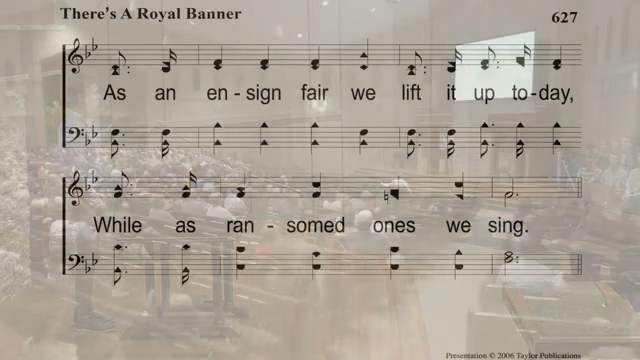 There's A Royal Banner
627
As an en - sign fair we lift it up to - day,
While as ran - somed ones we sing.
Presentation © 2006 Taylor Publications